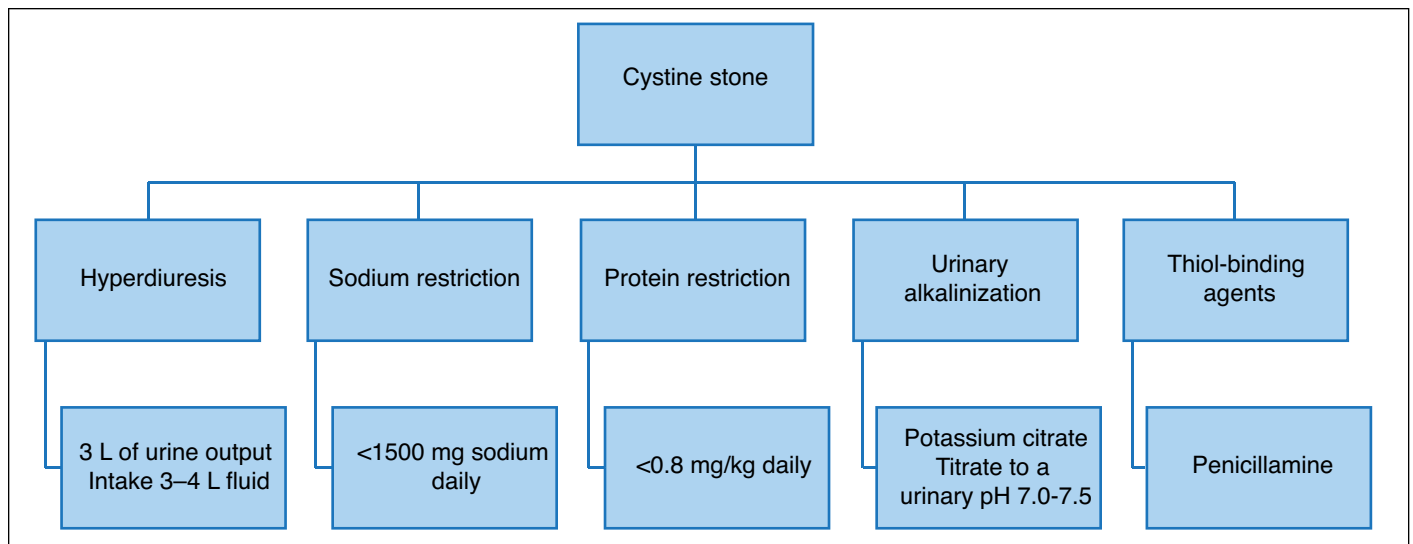 Cystine stone
Hyperdiuresis
Sodium restriction
Protein restriction
Urinary
alkalinization
Thiol-binding
agents
3 L of urine output
Intake 3–4 L fluid
<1500 mg sodium
daily
<0.8 mg/kg daily
Potassium citrate
Titrate to a
urinary pH 7.0-7.5
Penicillamine